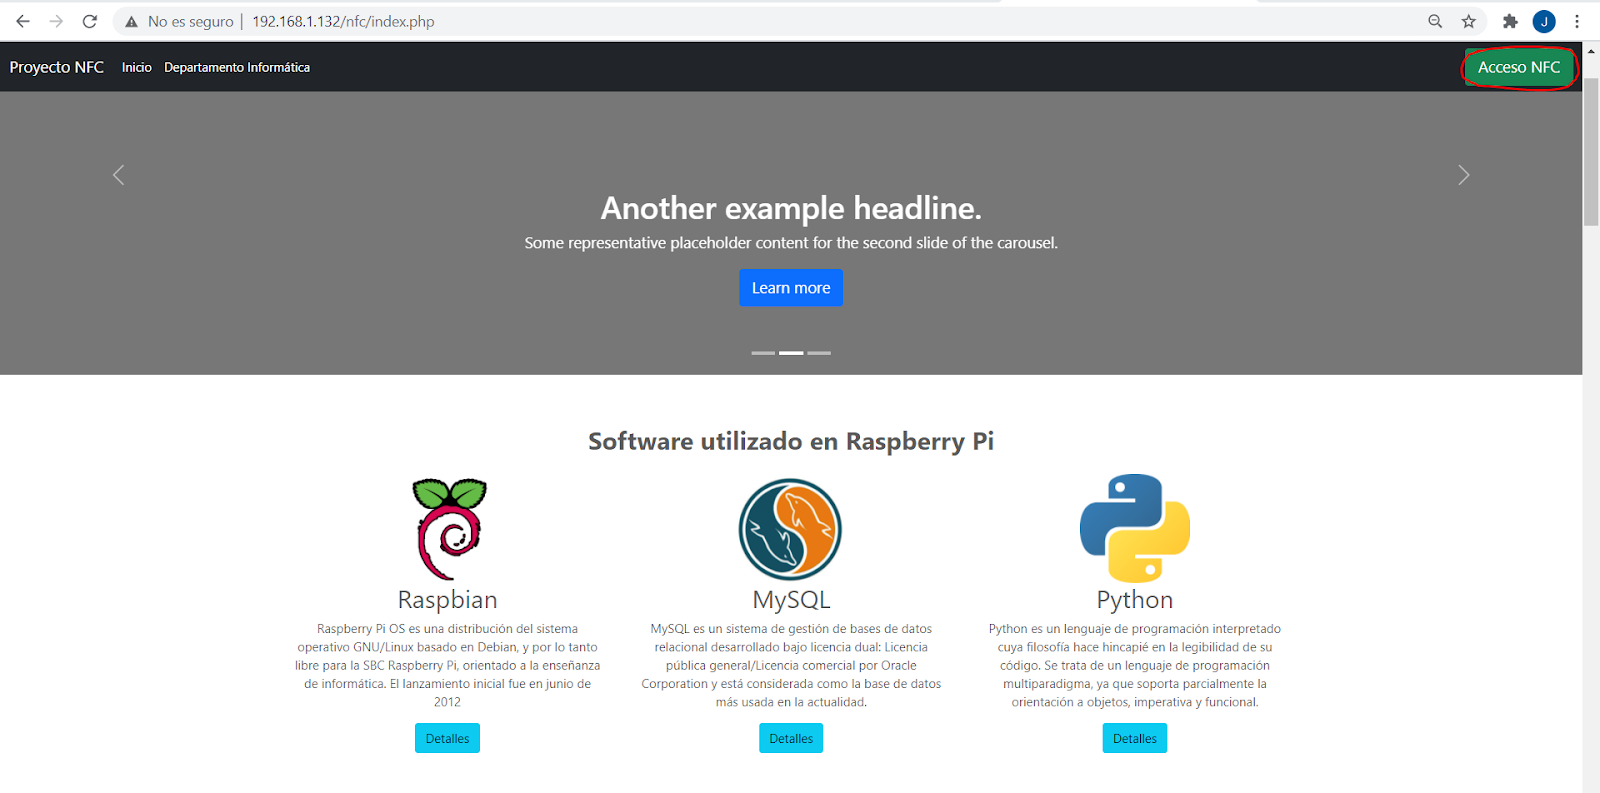 No es seguro | 192.168.1.132/nfc/index.php
J
Proyecto NFC Inicio Departamento Informática Acceso NFC
Another example headline.
Some representative placeholder content for the second slide of the carousel.
Learn more
Software utilizado en Raspberry Pi
Raspbian
Raspberry Pi OS es una distribución del sistema
operativo GNU/Linux basado en Debian, y por lo tanto
libre para la SBC Raspberry Pi, orientado a la enseñanza
de informática. El lanzamiento inicial fue en junio de
2012
Detalles
MySQL
MySQL es un sistema de gestión de bases de datos
relacional desarrollado bajo licencia dual: Licencia
pública general/Licencia comercial por Oracle
Corporation y está considerada como la base de datos
más usada en la actualidad.
Detalles
Python
Python es un lenguaje de programación interpretado
cuya filosofía hace hincapié en la legibilidad de su
código. Se trata de un lenguaje de programación
multiparadigma, ya que soporta parcialmente la
orientación a objetos, imperativa y funcional.
Detalles